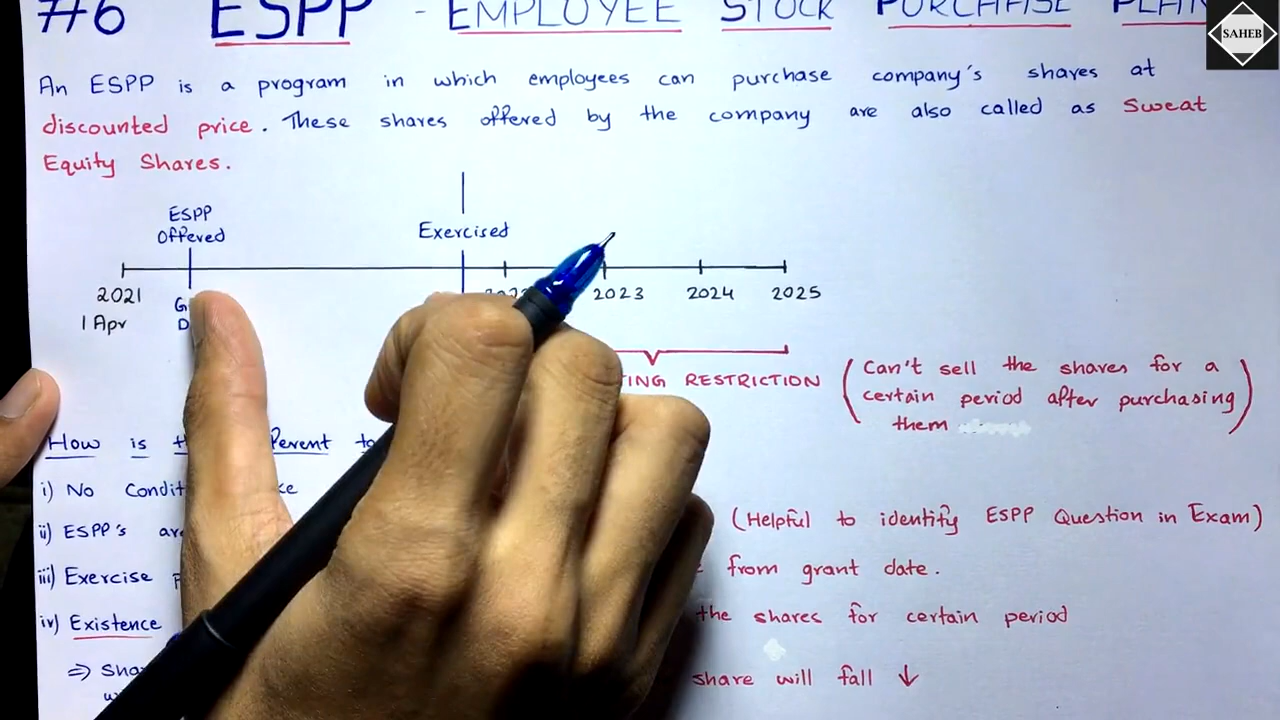 #6 ESPP - EMPLOYEE STOCK PURCHASE PLAN
SAHEB
An ESPP is a program in which employees can purchase company's shares at
discounted price. These shares offered by the company are also called as Sweat
Equity Shares.
ESPP
Offered
Exercised
2021 2023 2024 2025
1 Apr
RESTRICTION
(Can't sell the shares for a
certain period after purchasing
them)
How is to
i) No
ii) ESPP's (Helpful to identify ESPP Question in Exam)
iii) Exercise from grant date.
iv) Existence the shares for certain period
⇒ share will fall ↓